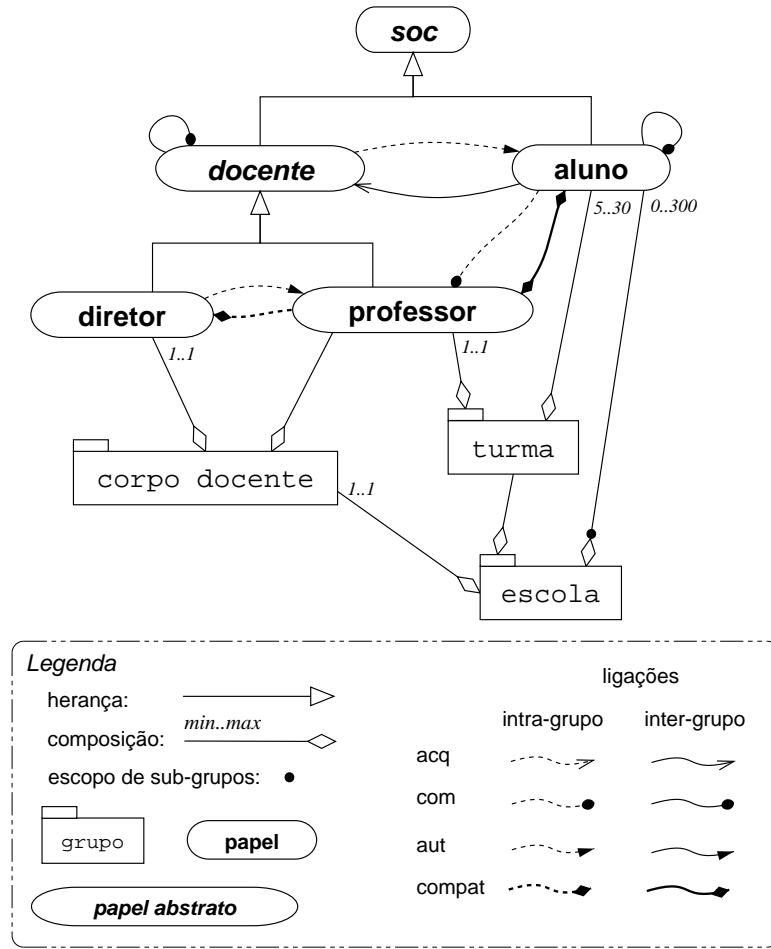 soc
docente
aluno
5..30
0..300
diretor
professor
1..1
1..1
turma
corpo docente
1..1
escola
Legenda
ligações
herança:
min..max
intra-grupo
inter-grupo
composição:
acq
escopo de sub-grupos:
com
grupo
papel
aut
compat
papel abstrato